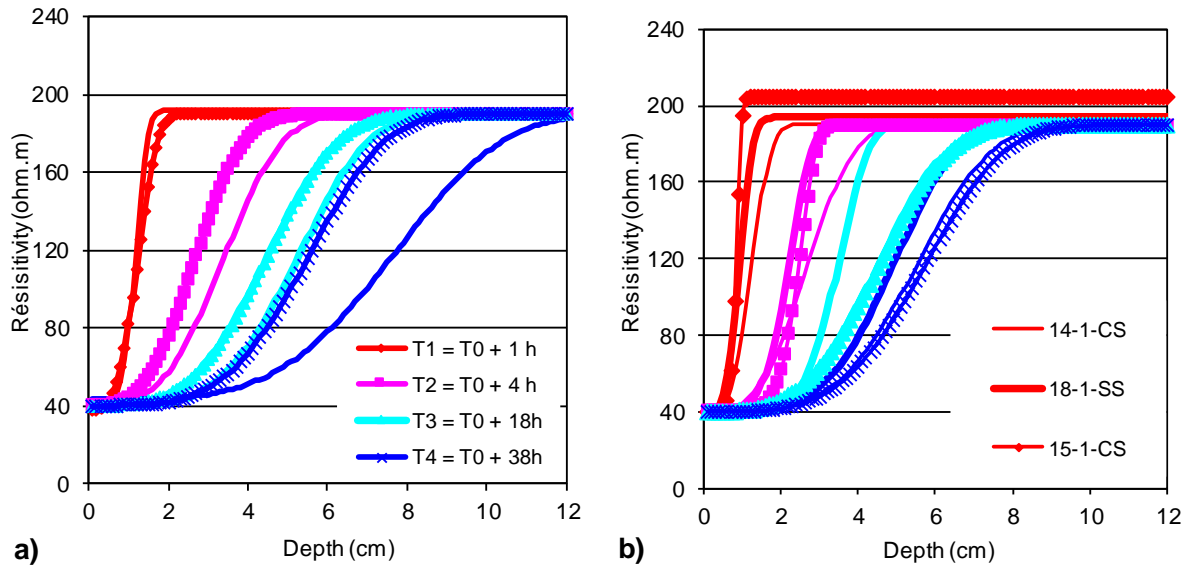 240
200
160
120
80
40
0
Résisitivity (ohm.m)
T1 = T0 + 1 h
T2 = T0 + 4 h
T3 = T0 + 18h
T4 = T0 + 38h
0 2 4 6 8 10 12
Depth (cm)
a)
240
200
160
120
80
40
0
Résisitivity (ohm.m)
14-1-CS
18-1-SS
15-1-CS
0 2 4 6 8 10 12
Depth (cm)
b)